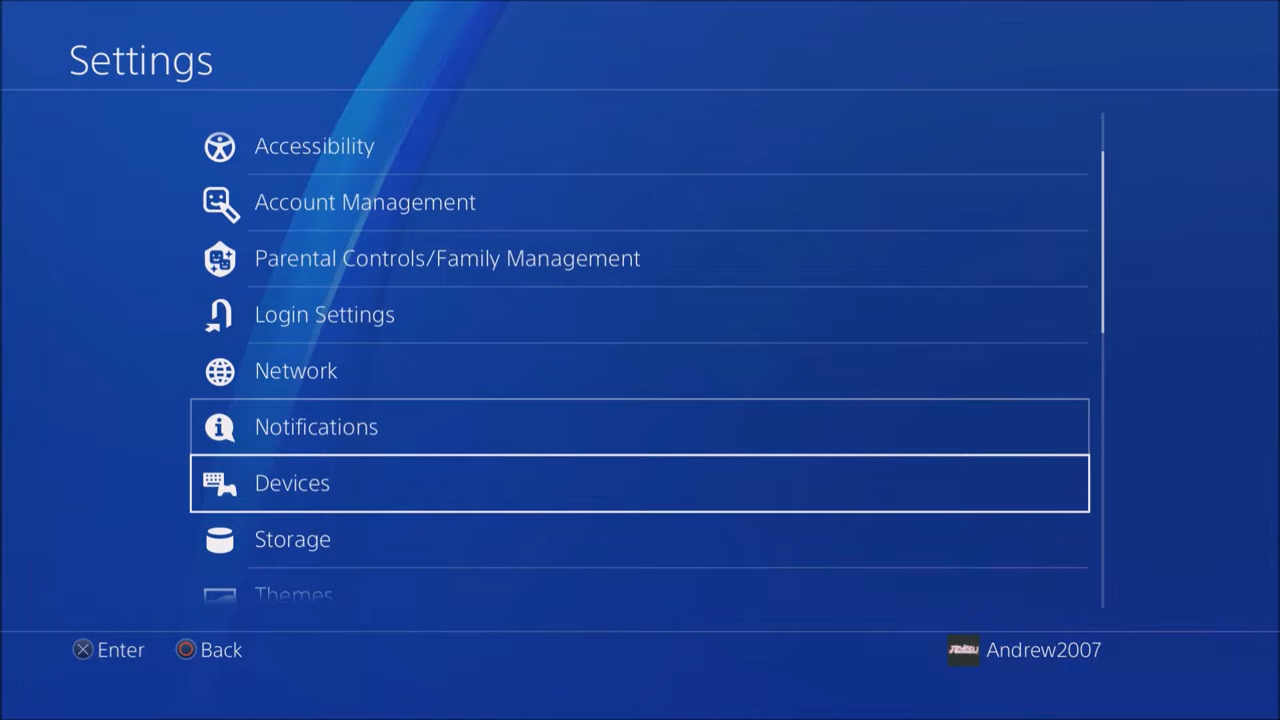 Settings
Accessibility
Account Management
Parental Controls/Family Management
Login Settings
Network
Notifications
Devices
Storage
Themes
Enter Back Andrew2007